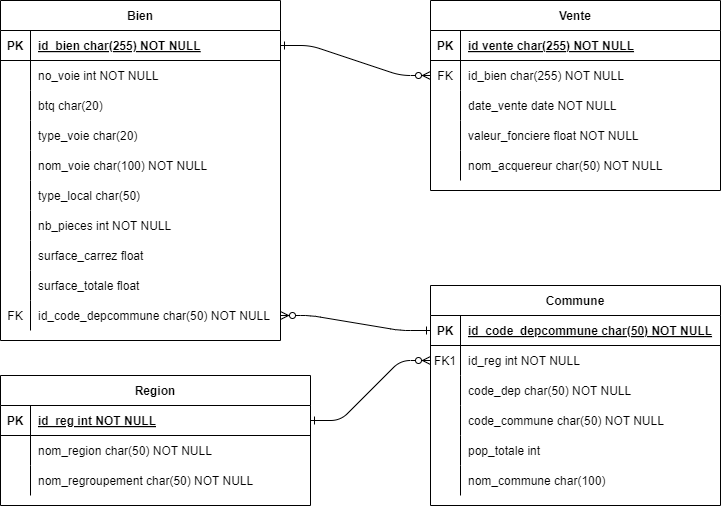 Bien
PK id_bien char(255) NOT NULL
no_voie int NOT NULL
btq char(20)
type_voie char(20)
nom_voie char(100) NOT NULL
type_local char(50)
nb_pieces int NOT NULL
surface_carrez float
surface_totale float
FK id_code_depcommune char(50) NOT NULL
Vente
PK id vente char(255) NOT NULL
FK id_bien char(255) NOT NULL
date_vente date NOT NULL
valeur_fonciere float NOT NULL
nom_acquereur char(50) NOT NULL
Region
PK id_reg int NOT NULL
nom_region char(50) NOT NULL
nom_regroupement char(50) NOT NULL
Commune
PK id_code_depcommune char(50) NOT NULL
FK1 id_reg int NOT NULL
code_dep char(50) NOT NULL
code_commune char(50) NOT NULL
pop_totale int
nom_commune char(100)